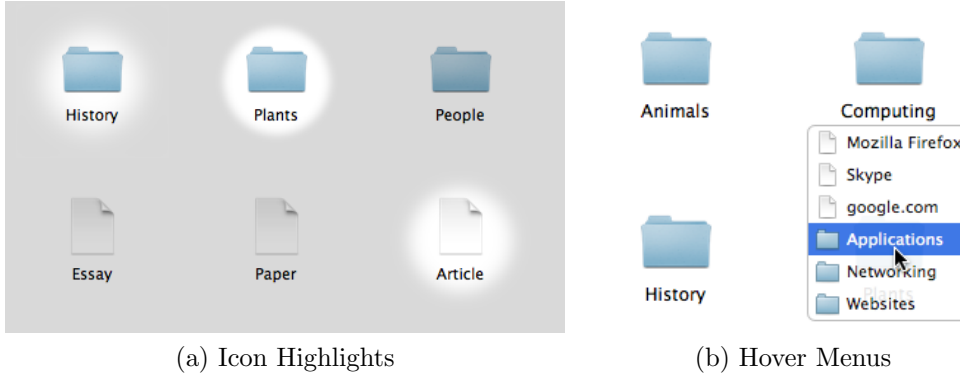 History Plants People
Essay Paper Article
(a) Icon Highlights
Animals Computing
Mozilla Firefox
Skype
google.com
Applications
Networking
Websites
History Plants
(b) Hover Menus